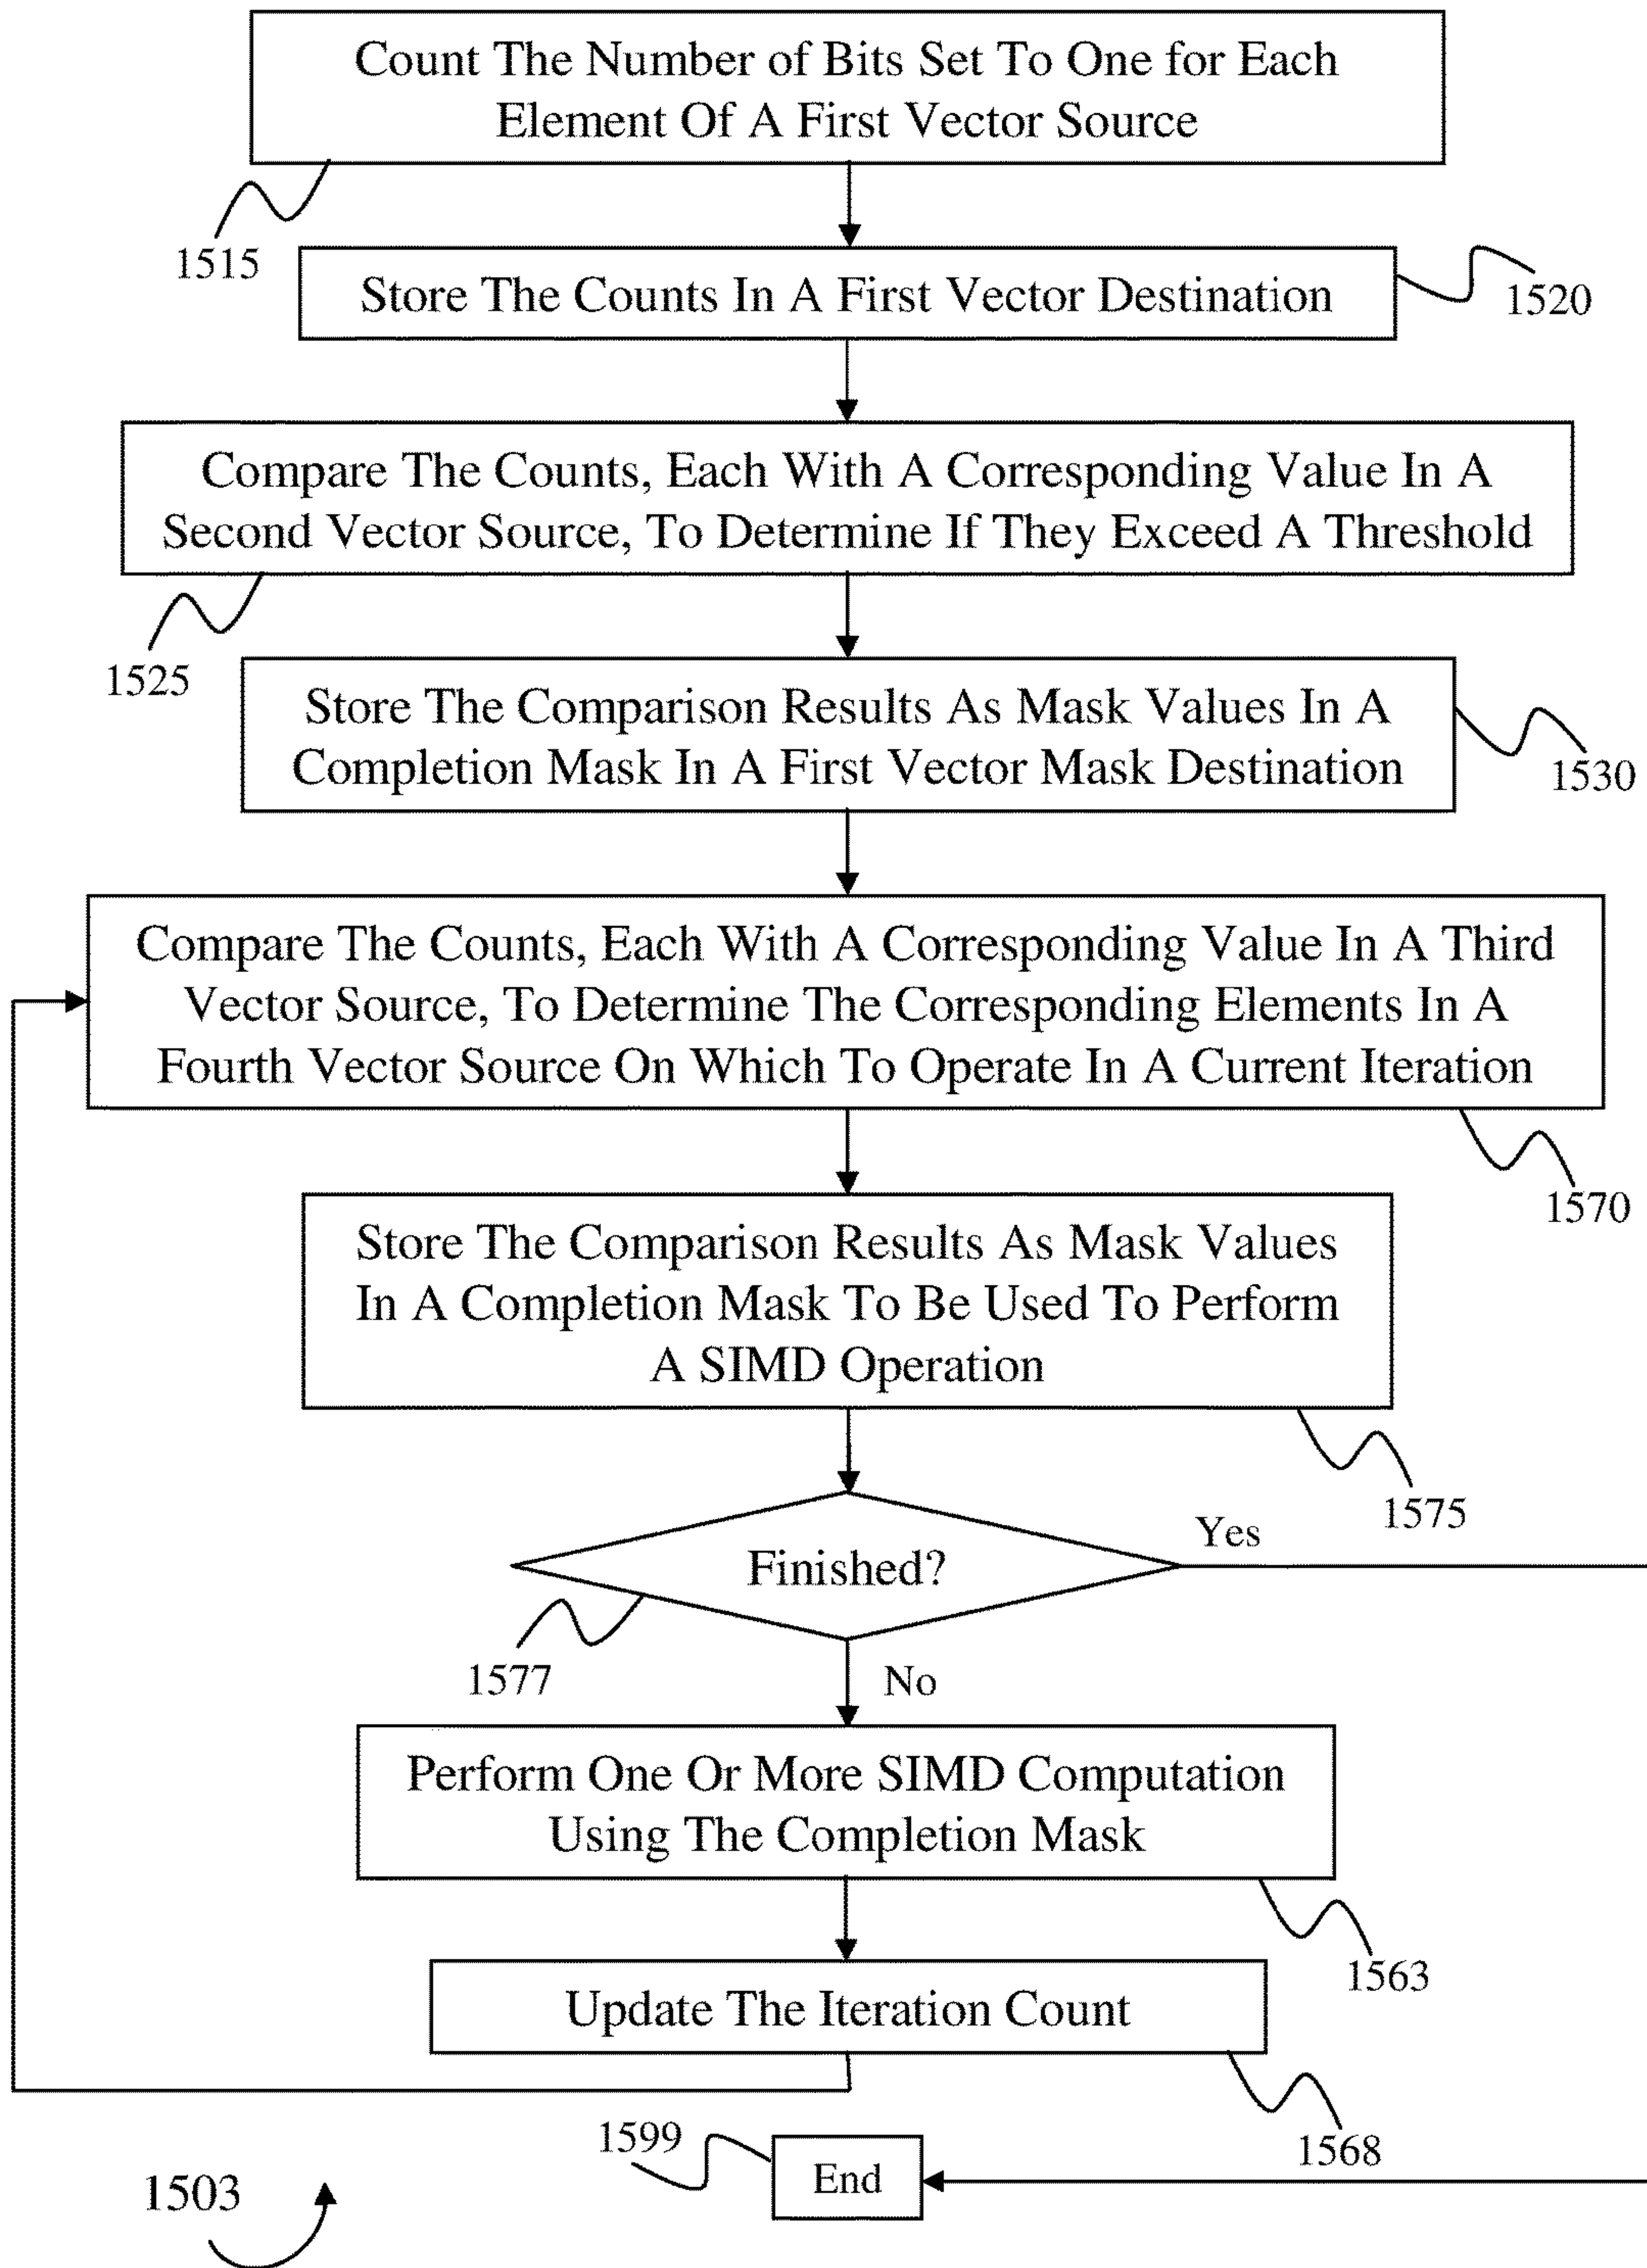 Count The Number of Bits Set To One for Each
Element Of A First Vector Source
1515
Store The Counts In A First Vector Destination
1520
Compare The Counts, Each With A Corresponding Value In A
Second Vector Source, To Determine If They Exceed A Threshold
1525
Store The Comparison Results As Mask Values In A
Completion Mask In A First Vector Mask Destination
1530
Compare The Counts, Each With A Corresponding Value In A Third
Vector Source, To Determine The Corresponding Elements In A
Fourth Vector Source On Which To Operate In A Current Iteration
1570
Store The Comparison Results As Mask Values
In A Completion Mask To Be Used To Perform
A SIMD Operation
1575
Yes
Finished?
1577
No
Perform One Or More SIMD Computation
Using The Completion Mask
1563
Update The Iteration Count
1568
1599
End
1503